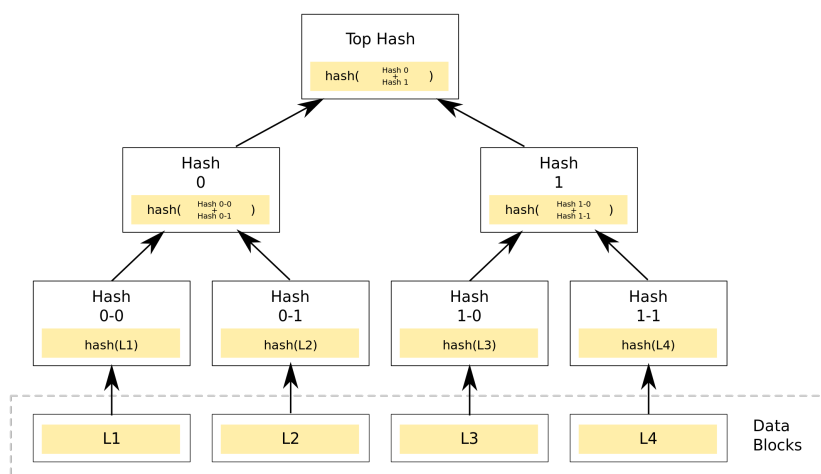 Top Hash
hash( Hash 0 + Hash 1 )
Hash 0
hash( Hash 0-0 + Hash 0-1 )
Hash 1
hash( Hash 1-0 + Hash 1-1 )
Hash 0-0
hash(L1)
Hash 0-1
hash(L2)
Hash 1-0
hash(L3)
Hash 1-1
hash(L4)
L1
L2
L3
L4
Data
Blocks